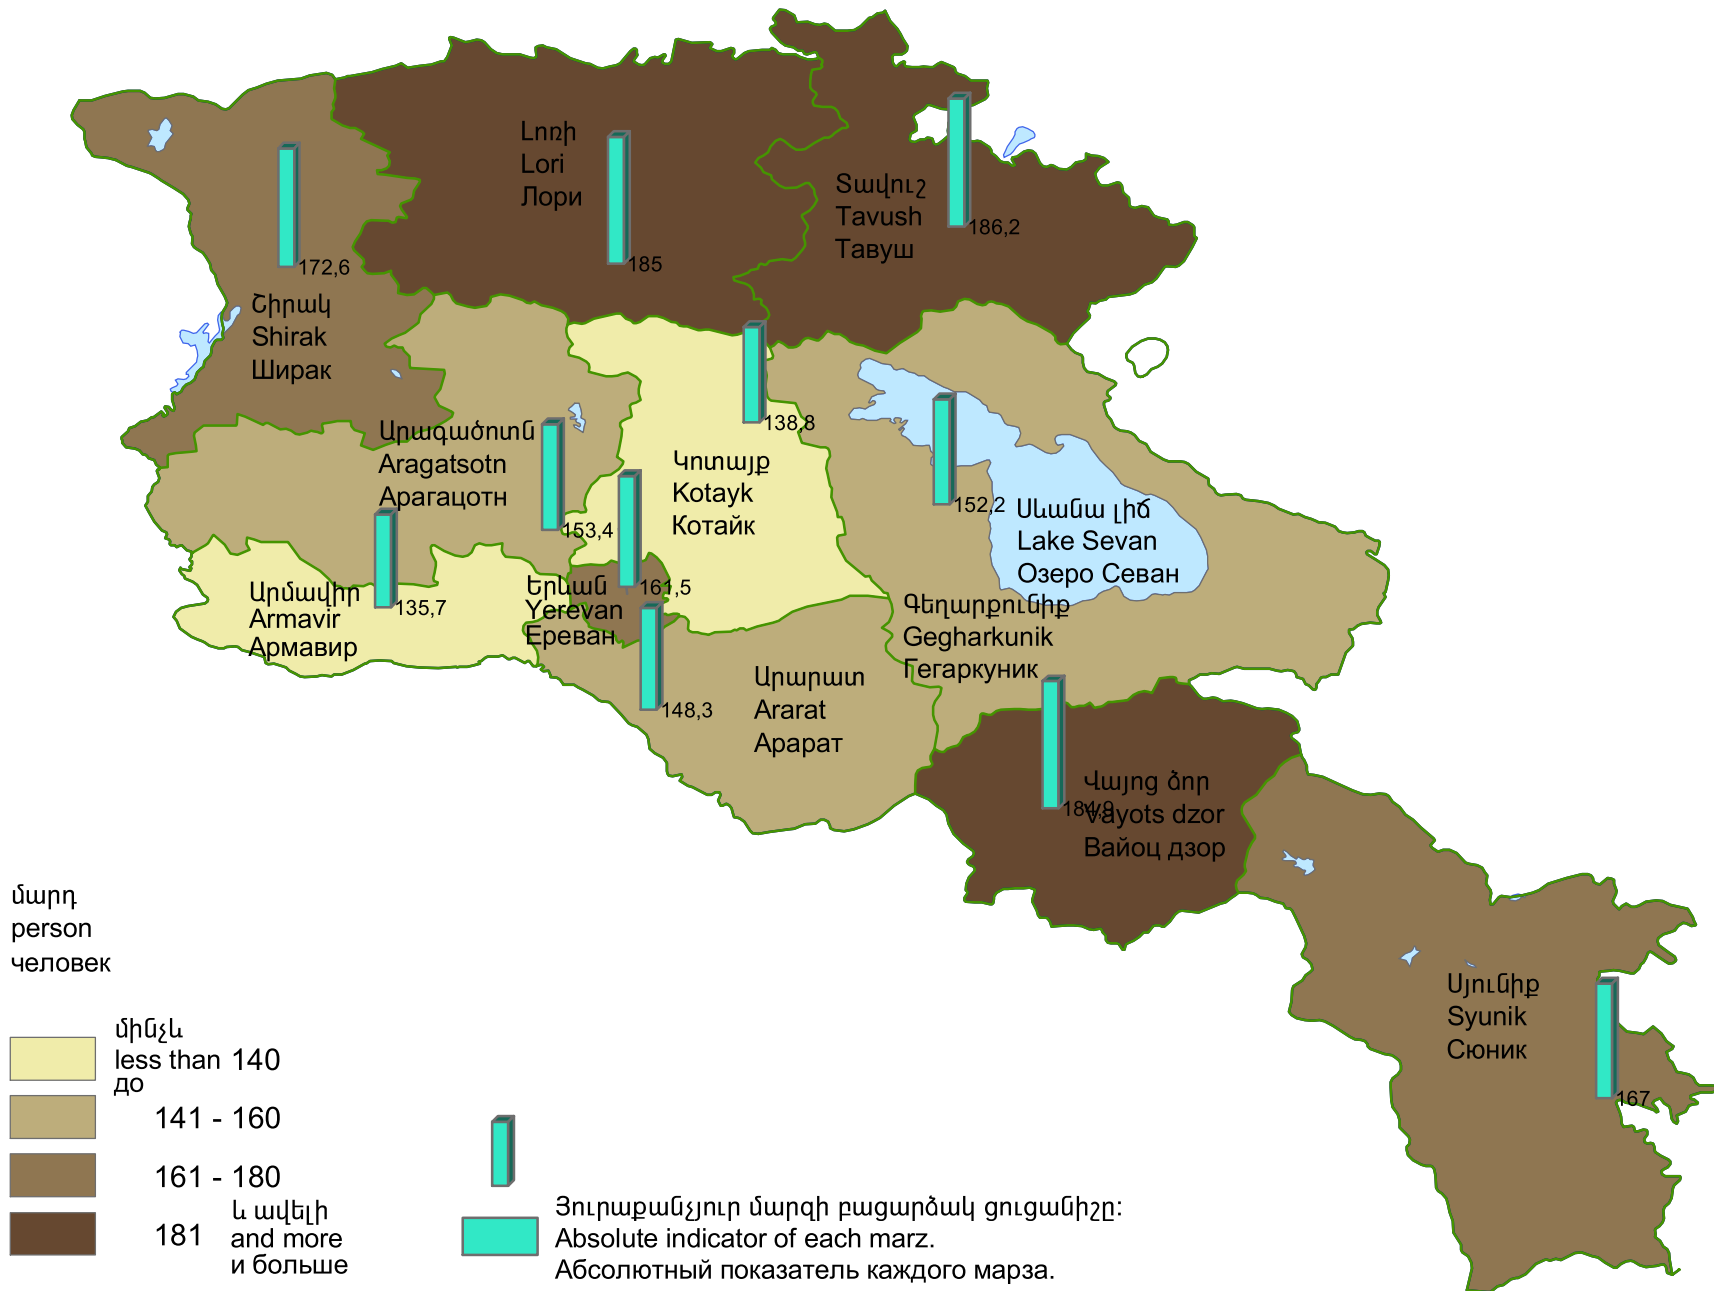 Լոռի
Lori
Лори
185
Տավուշ
Tavush
Тавуш
186,2
172,6
Շիրակ
Shirak
Ширак
Արագածոտն
Aragatsotn
Арагацотн
153,4
138,8
Կոտայք
Kotayk
Котайк
152,2
Սևանա լիճ
Lake Sevan
Озеро Севан
Արմավիր
Armavir
Армавир
135,7
Երևան
Yerevan
Ереван
161,5
Գեղարքունիք
Gegharkunik
Гегаркуник
148,3
Արարատ
Ararat
Арарат
Վայոց ձոր
Vayots dzor
Вайоц дзор
184,9
Սյունիք
Syunik
Сюник
167
մարդ
person
человек
մինչև
less than 140
до
141 - 160
161 - 180
181
և ավելի
and more
и больше
Յուրաքանչյուր մարզի բացարձակ ցուցանիշը:
Absolute indicator of each marz.
Абсолютный показатель каждого марза.